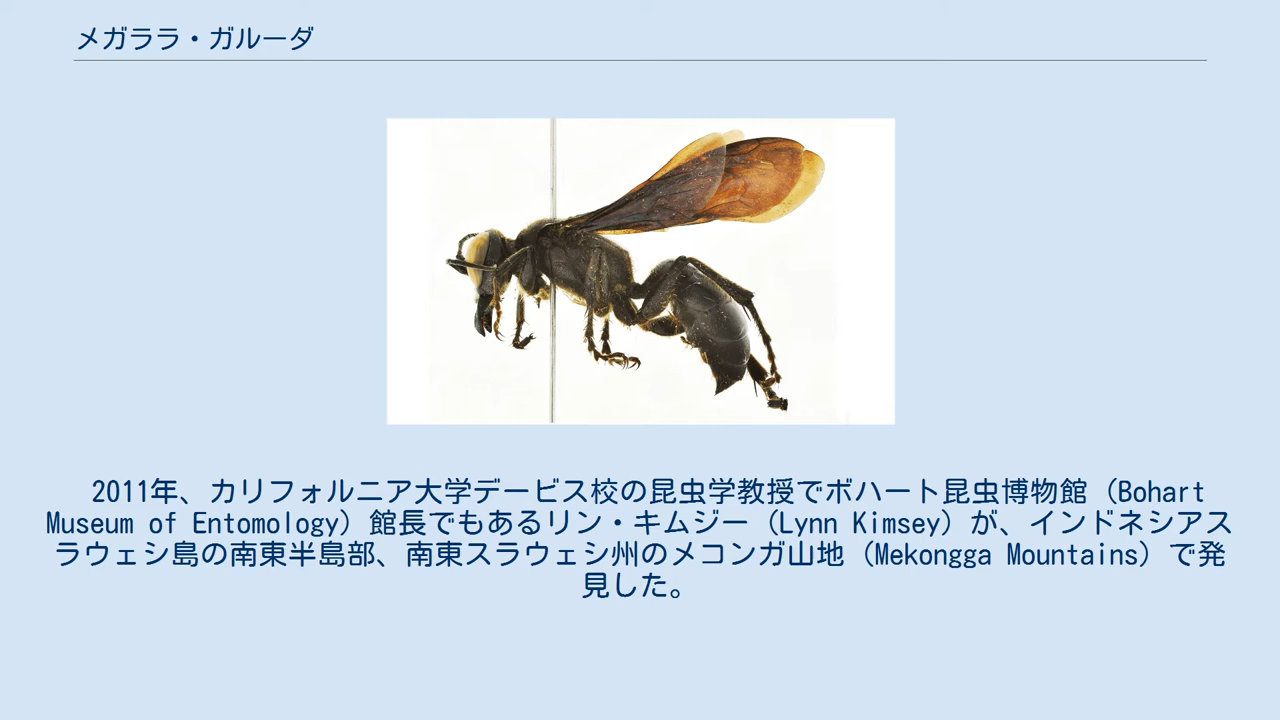 メガララ・ガルーダ
2011年、カリフォルニア大学デービス校の昆虫学教授でボハート昆虫博物館（Bohart
Museum of Entomology）館長でもあるリン・キムジー（Lynn Kimsey）が、インドネシアス
ラウェシ島の南東半島部、南東スラウェシ州のメコンガ山地（Mekongga Mountains）で発
見した。